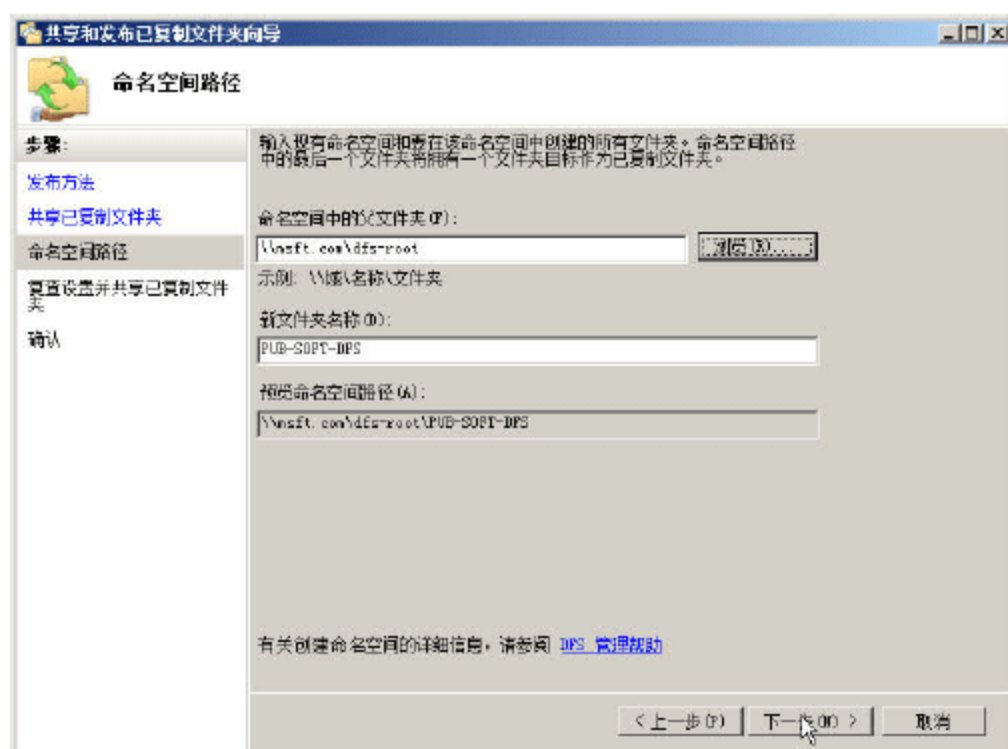 共享和发布已复制文件夹向导
命名空间路径
步骤:
发布方法
共享已复制文件夹
命名空间路径
复查设置并共享已复制文件
夹
确认
输入现有命名空间和要在该命名空间中创建的所有文件夹。命名空间路径
中的最后一个文件夹将拥有一个文件夹目标作为已复制文件夹。
命名空间中的父文件夹(F):
\\msft.com\dfs-root
浏览(R)...
示例: \\域\名称\文件夹
新文件夹名称(D):
PUB-SOFT-DFS
预览命名空间路径(A):
\\msft.com\dfs-root\PUB-SOFT-DFS
有关创建命名空间的详细信息,请参阅 DFS 管理帮助
<上一步(P)
下一步(N) >
取消